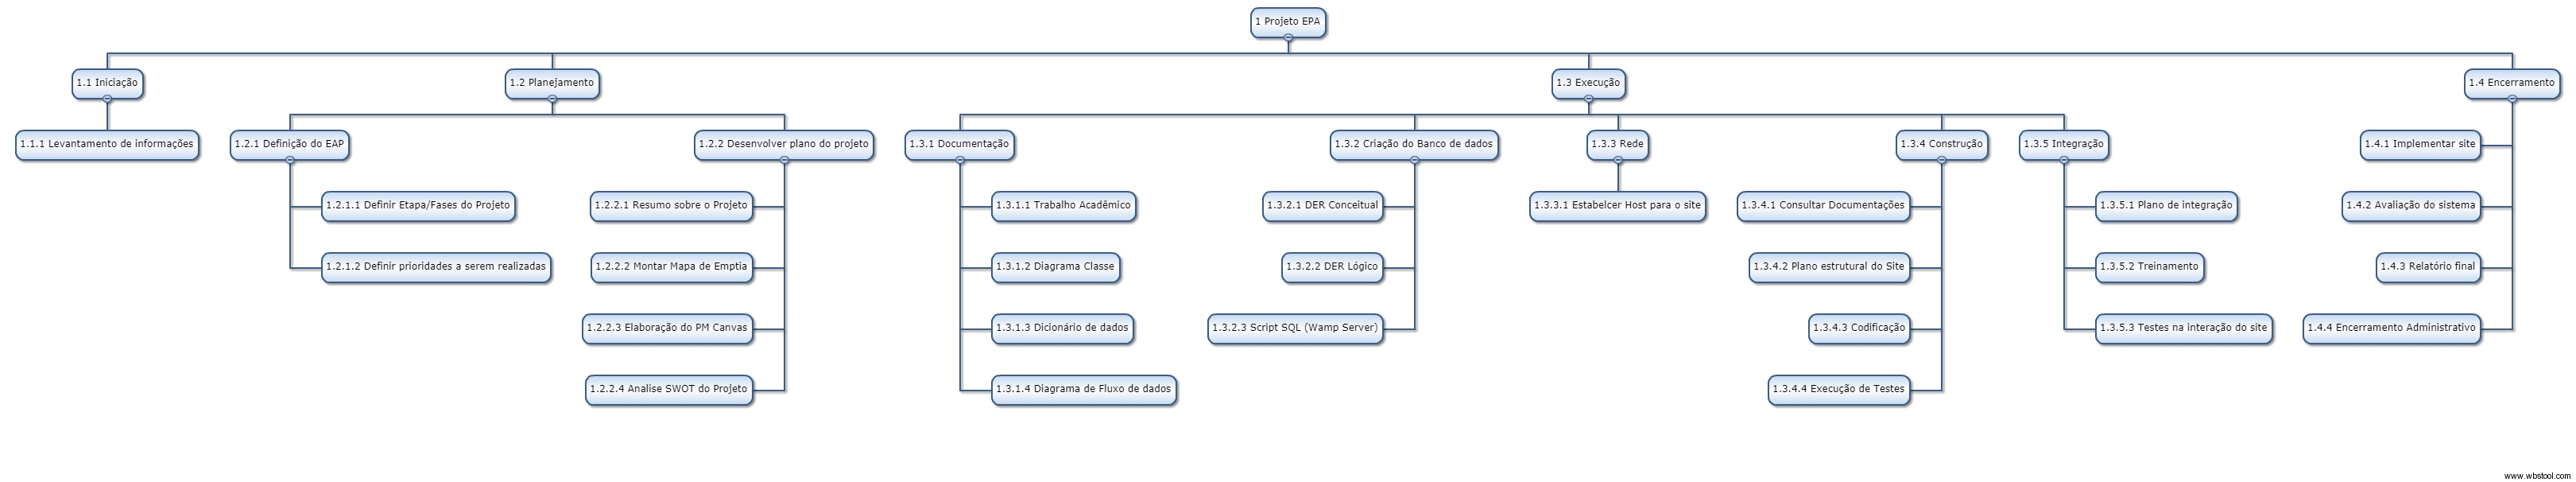 1 Projeto EPA
1.1 Iniciação
1.2 Planejamento
1.3 Execução
1.4 Encerramento
1.1.1 Levantamento de informações
1.2.1 Definição do EAP
1.2.2 Desenvolver plano do projeto
1.3.1 Documentação
1.3.2 Criação do Banco de dados
1.3.3 Rede
1.3.4 Construção
1.3.5 Integração
1.4.1 Implementar site
1.2.1.1 Definir Etapa/Fases do Projeto
1.2.2.1 Resumo sobre o Projeto
1.3.1.1 Trabalho Acadêmico
1.3.2.1 DER Conceitual
1.3.3.1 Estabelcer Host para o site
1.3.4.1 Consultar Documentações
1.3.5.1 Plano de integração
1.4.2 Avaliação do sistema
1.2.1.2 Definir prioridades a serem realizadas
1.2.2.2 Montar Mapa de Emptia
1.3.1.2 Diagrama Classe
1.3.2.2 DER Lógico
1.3.4.2 Plano estrutural do Site
1.3.5.2 Treinamento
1.4.3 Relatório final
1.2.2.3 Elaboração do PM Canvas
1.3.1.3 Dicionário de dados
1.3.2.3 Script SQL (Wamp Server)
1.3.4.3 Codificação
1.3.5.3 Testes na interação do site
1.4.4 Encerramento Administrativo
1.2.2.4 Analise SWOT do Projeto
1.3.1.4 Diagrama de Fluxo de dados
1.3.4.4 Execução de Testes
www.wbstool.com